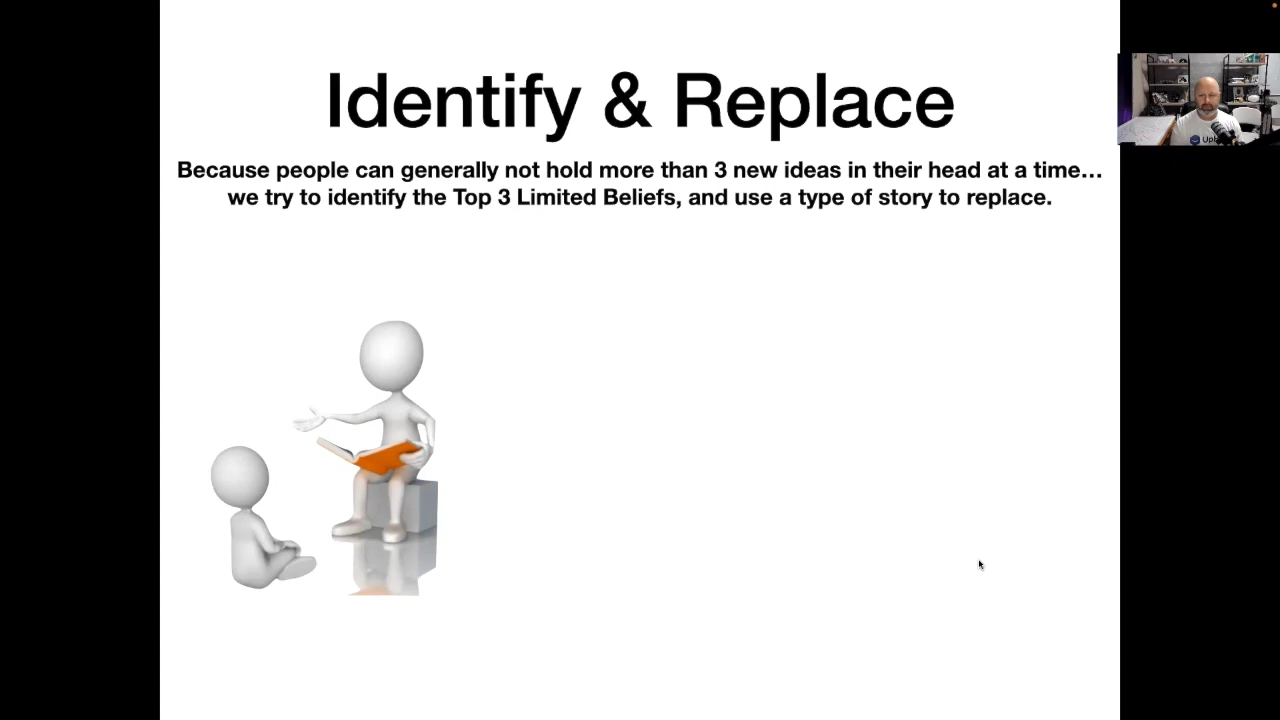 Identify & Replace
Because people can generally not hold more than 3 new ideas in their head at a time...
we try to identify the Top 3 Limited Beliefs, and use a type of story to replace.